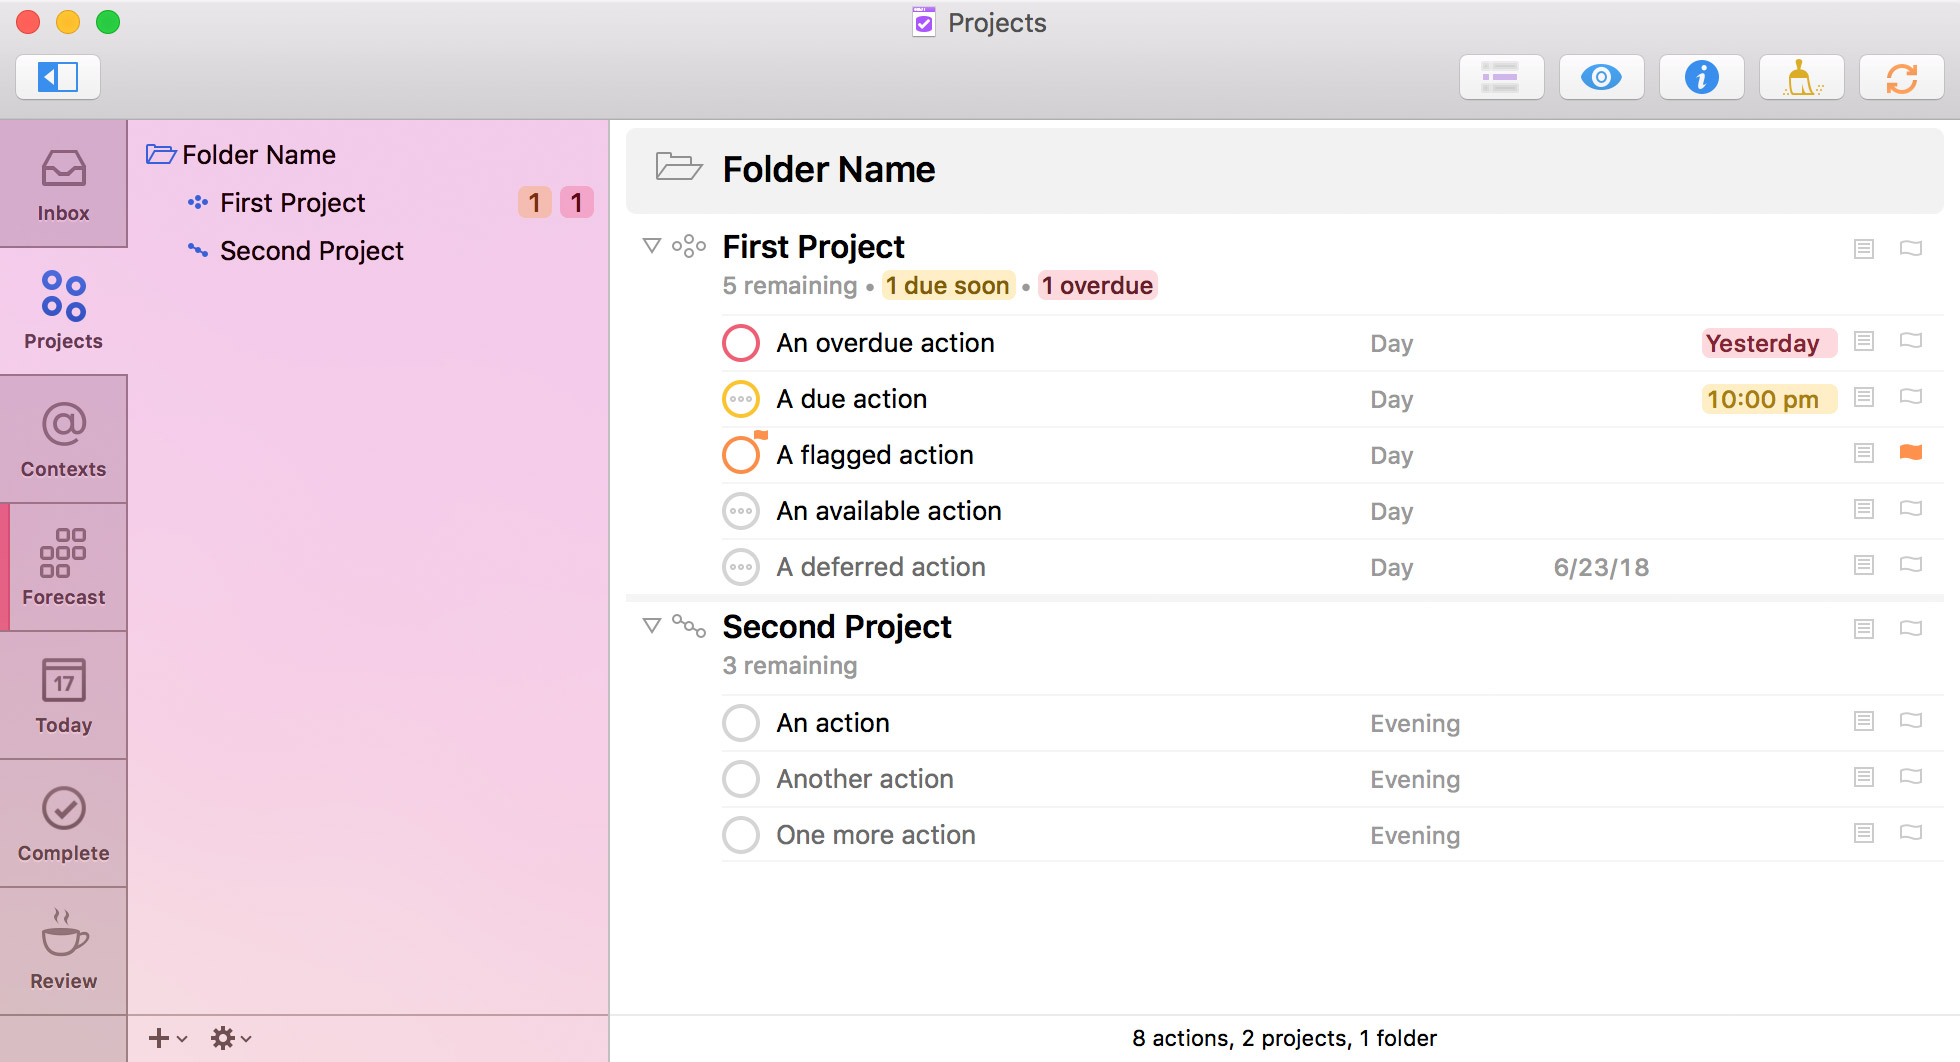 Projects
Inbox
Projects
Contexts
Forecast
17
Today
Complete
Review
Folder Name
First Project 1 1
Second Project
Folder Name
First Project
5 remaining • 1 due soon • 1 overdue
An overdue action Day Yesterday
A due action Day 10:00 pm
A flagged action Day
An available action Day
A deferred action Day 6/23/18
Second Project
3 remaining
An action Evening
Another action Evening
One more action Evening
8 actions, 2 projects, 1 folder